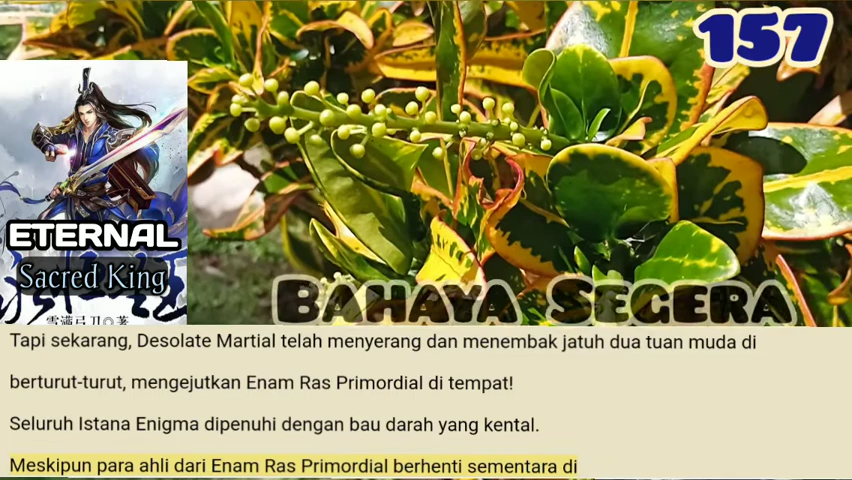 157
ETERNAL
Sacred King
BAHAYA SEGERA
Tapi sekarang, Desolate Martial telah menyerang dan menembak jatuh dua tuan muda di
berturut-turut, mengejutkan Enam Ras Primordial di tempat!
Seluruh Istana Enigma dipenuhi dengan bau darah yang kental.
Meskipun para ahli dari Enam Ras Primordial berhenti sementara di